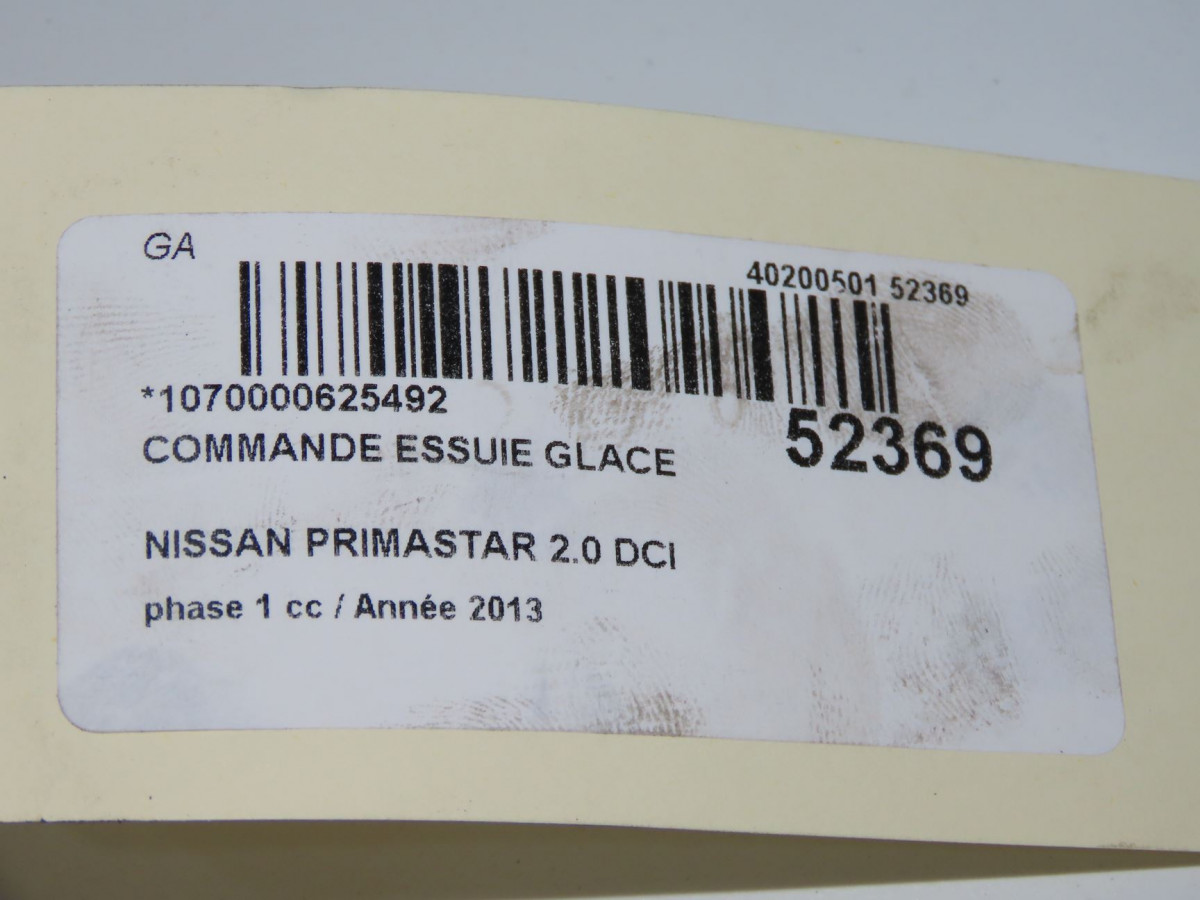 GA
40200501 52369
*1070000625492
52369
COMMANDE ESSUIE GLACE
NISSAN PRIMASTAR 2.0 DCI
phase 1 cc / Année 2013